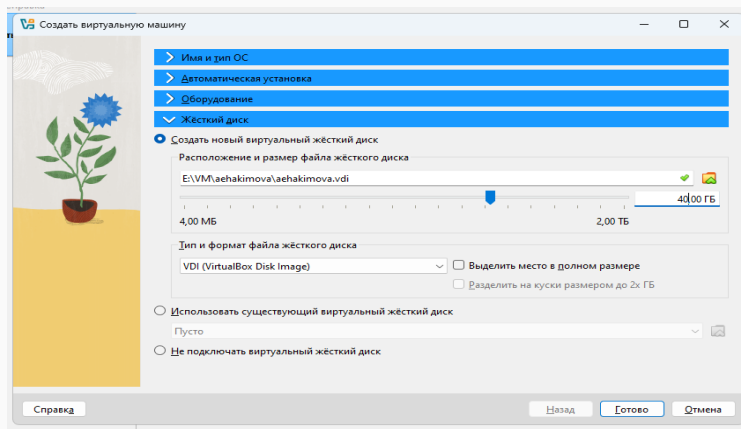 Создать виртуальную машину
Имя и тип ОС
Автоматическая установка
Оборудование
Жёсткий диск
Создать новый виртуальный жёсткий диск
Расположение и размер файла жёсткого диска
E:\VM\aehakimova\aehakimova.vdi
40,00 ГБ
4,00 МБ 2,00 ТБ
Тип и формат файла жёсткого диска
VDI (VirtualBox Disk Image) Выделить место в полном размере
Разделить на куски размером до 2х ГБ
Использовать существующий виртуальный жёсткий диск
Пусто
Не подключать виртуальный жёсткий диск
Справка Назад Готово Отмена